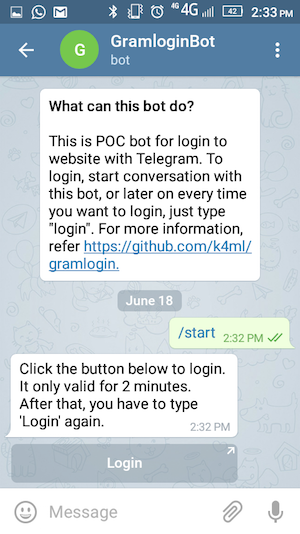 4G 4G 42 2:33 PM
G GramloginBot
bot
What can this bot do?
This is POC bot for login to
website with Telegram. To
login, start conversation with
this bot, or later on every time
you want to login, just type
"login". For more information,
refer https://github.com/k4ml/
gramlogin.
June 18
/start 2:32 PM
Click the button below to login.
It only valid for 2 minutes.
After that, you have to type
'Login' again.
2:32 PM
Login
Message